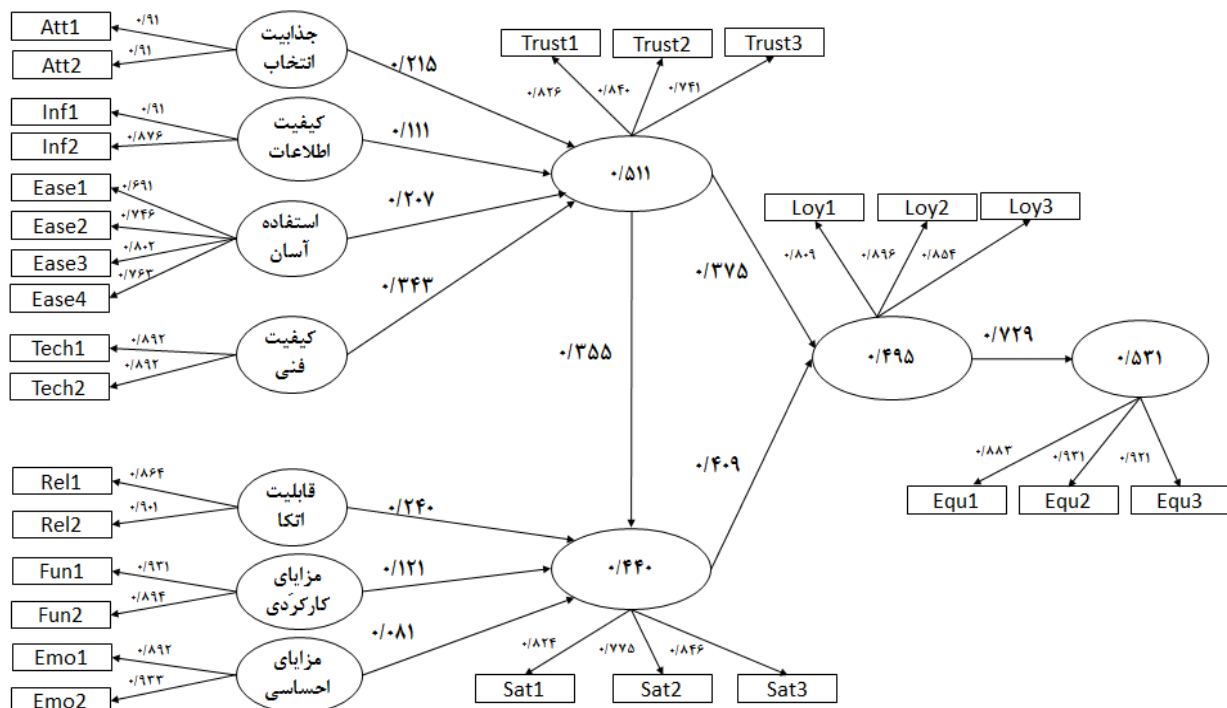 Att1
Att2
۰/۹۱
۰/۹۱
جذابیت
انتخاب
۰/۲۱۵
Inf1
Inf2
۰/۹۱
۰/۸۷۶
کیفیت
اطلاعات
۰/۱۱۱
Ease1
Ease2
Ease3
Ease4
۰/۶۹۱
۰/۷۴۶
۰/۸۰۲
۰/۷۶۳
استفاده
آسان
۰/۲۰۷
Tech1
Tech2
۰/۸۹۲
۰/۸۹۲
کیفیت
فنی
۰/۳۴۳
Trust1
Trust2
Trust3
۰/۸۲۶
۰/۸۴۰
۰/۷۴۱
۰/۵۱۱
۰/۳۵۵
۰/۳۷۵
Loy1
Loy2
Loy3
۰/۸۰۹
۰/۸۹۶
۰/۸۵۴
۰/۴۹۵
۰/۷۲۹
۰/۵۳۱
۰/۸۸۳
۰/۹۳۱
۰/۹۲۱
Equ1
Equ2
Equ3
۰/۴۰۹
Rel1
Rel2
۰/۸۶۴
۰/۹۰۱
قابلیت
اتکا
۰/۲۴۰
Fun1
Fun2
۰/۹۳۱
۰/۸۹۴
مزایای
کارکردی
۰/۱۲۱
Emo1
Emo2
۰/۸۹۲
۰/۹۳۳
مزایای
احساسی
۰/۰۸۱
۰/۴۴۰
۰/۸۲۴
۰/۷۷۵
۰/۸۴۶
Sat1
Sat2
Sat3